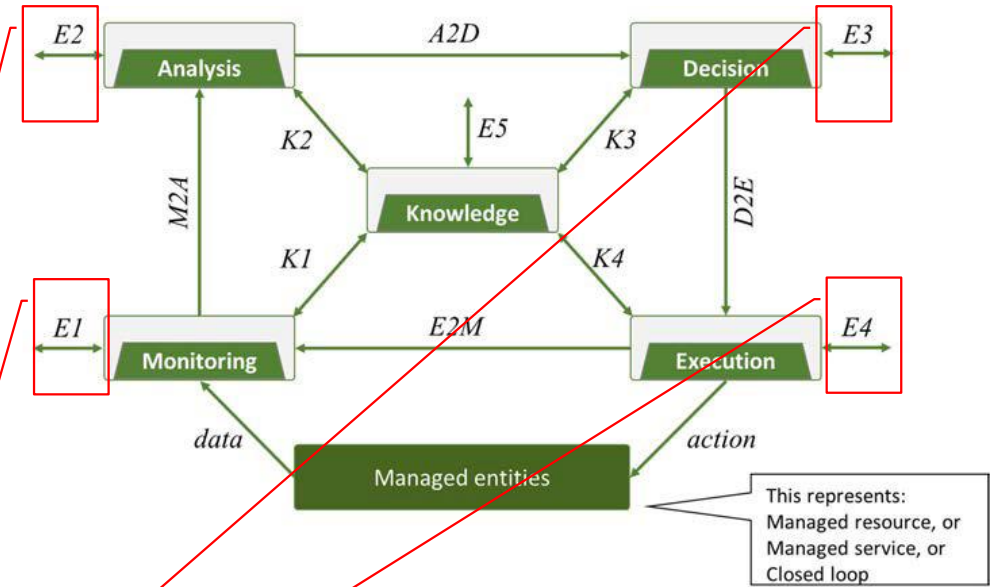 E2
A2D
E3
Analysis
Decision
E5
K2
K3
M2A
D2E
Knowledge
K1
K4
E1
E2M
E4
Monitoring
Execution
data
action
Managed entities
This represents:
Managed resource, or
Managed service, or
Closed loop